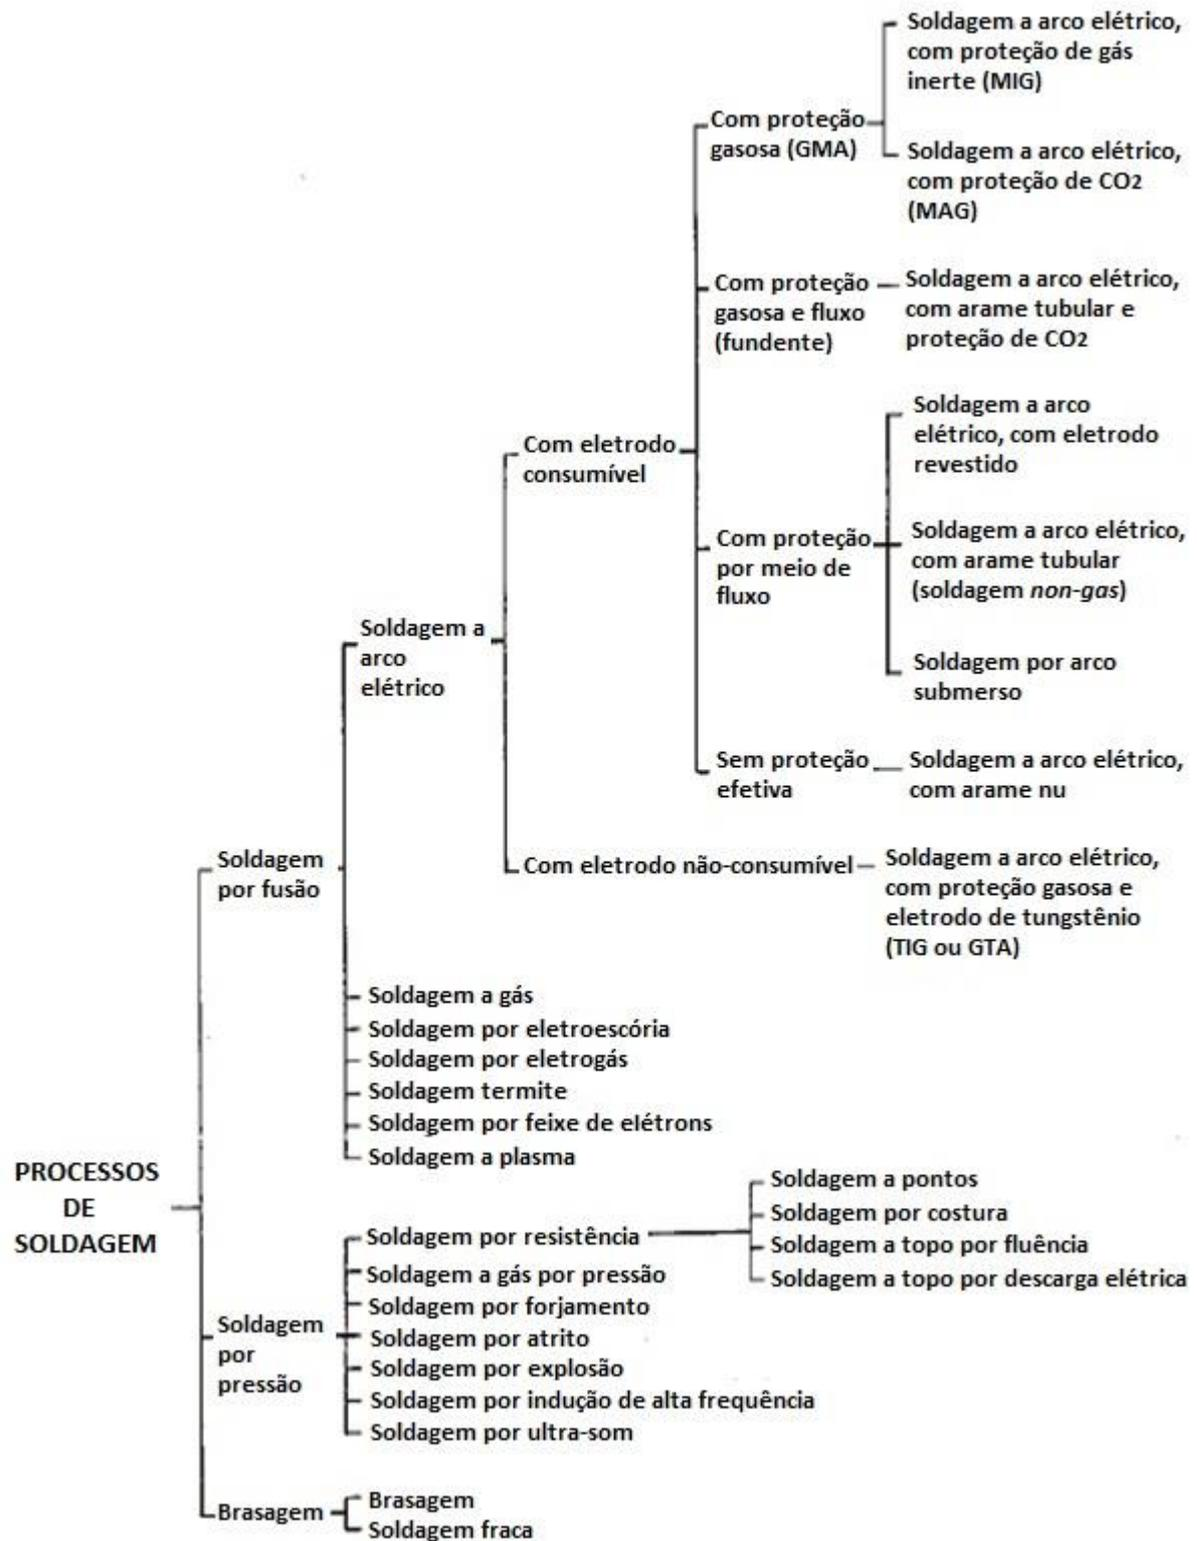 Soldagem a arco elétrico,
com proteção de gás
inerte (MIG)
Com proteção
gasosa (GMA)
Soldagem a arco elétrico,
com proteção de CO2
(MAG)
Com proteção
gasosa e fluxo
(fundente)
Soldagem a arco elétrico,
com arame tubular e
proteção de CO2
Soldagem a arco
elétrico, com eletrodo
revestido
Com eletrodo
consumível
Com proteção
por meio de
fluxo
Soldagem a arco elétrico,
com arame tubular
(soldagem non-gas)
Soldagem por arco
submerso
Soldagem a
arco
elétrico
Sem proteção
efetiva
Soldagem a arco elétrico,
com arame nu
Soldagem
por fusão
Com eletrodo não-consumível
Soldagem a arco elétrico,
com proteção gasosa e
eletrodo de tungstênio
(TIG ou GTA)
Soldagem a gás
Soldagem por eletroescória
Soldagem por eletrogás
Soldagem termite
Soldagem por feixe de elétrons
Soldagem a plasma
PROCESSOS
DE
SOLDAGEM
Soldagem por resistência
Soldagem a pontos
Soldagem por costura
Soldagem a topo por fluência
Soldagem a topo por descarga elétrica
Soldagem a gás por pressão
Soldagem por forjamento
Soldagem
por
pressão
Soldagem por atrito
Soldagem por explosão
Soldagem por indução de alta frequência
Soldagem por ultra-som
Brasagem
Brasagem
Soldagem fraca